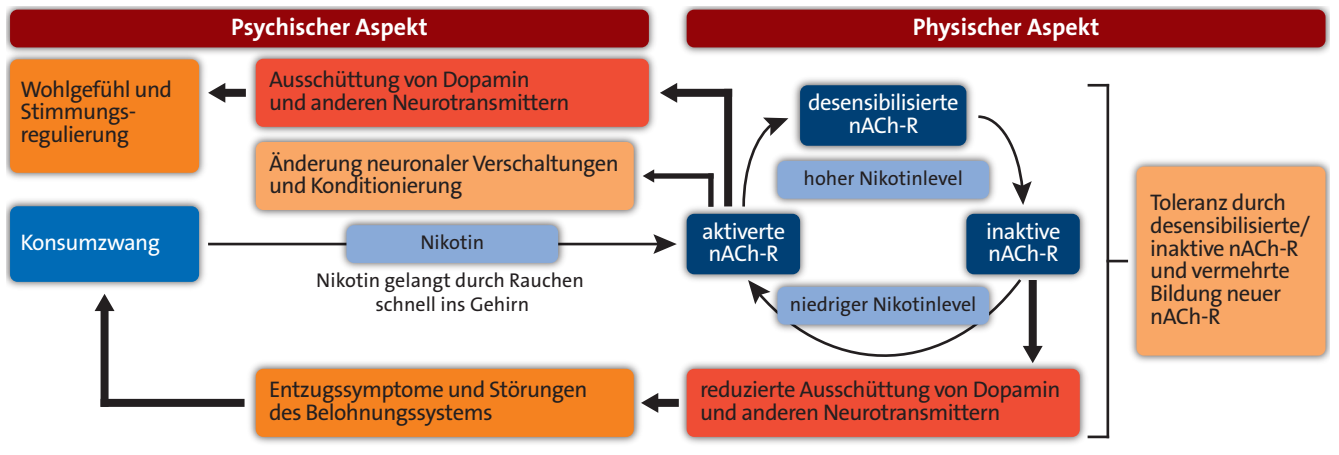 Psychischer Aspekt
Physischer Aspekt
Wohlgefühl und
Stimmungs-
regulierung
Ausschüttung von Dopamin
und anderen Neurotransmittern
Änderung neuronaler Verschaltungen
und Konditionierung
Konsumzwang
Nikotin
Nikotin gelangt durch Rauchen
schnell ins Gehirn
Entzugssymptome und Störungen
des Belohnungssystems
desensibilisierte
nACh-R
hoher Nikotinlevel
aktivierte
nACh-R
inaktive
nACh-R
niedriger Nikotinlevel
reduzierte Ausschüttung von Dopamin
und anderen Neurotransmittern
Toleranz durch
desensibilisierte/
inaktive nACh-R
und vermehrte
Bildung neuer
nACh-R